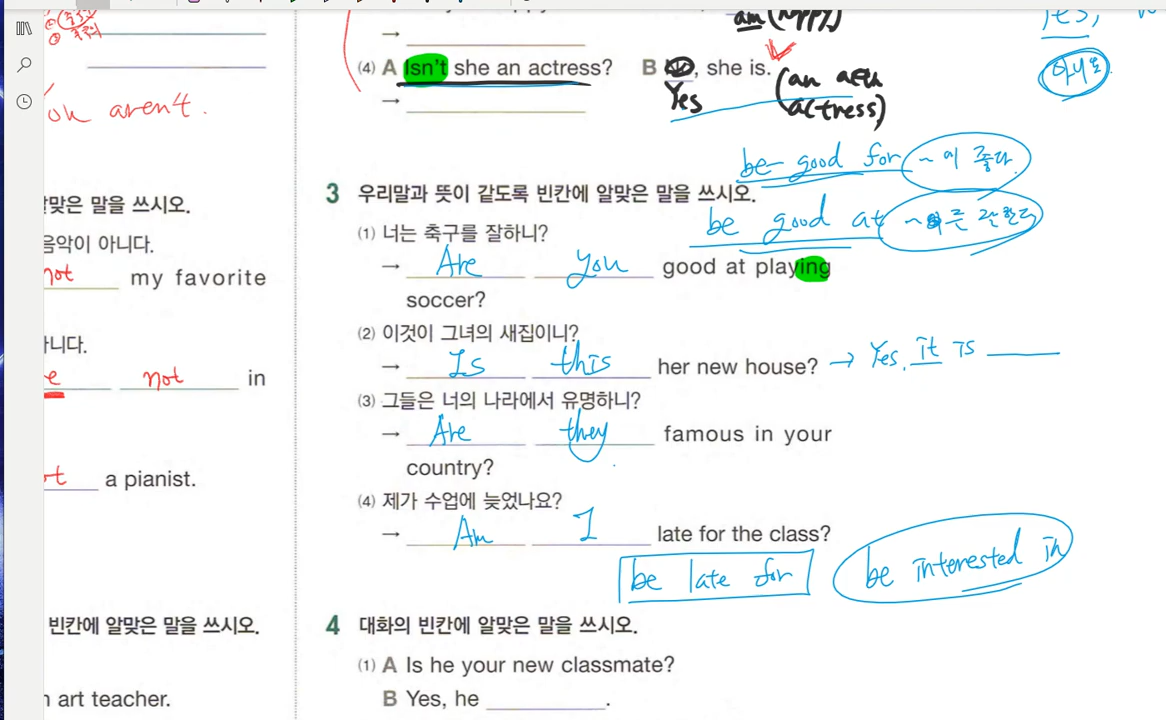 ou aren't.
맞은 말을 쓰시오.
음악이 아니다.
not my favorite
니다.
e not in
ot a pianist.
빈칸에 알맞은 말을 쓰시오.
art teacher.
am (happy)
→
(4) A Isn't she an actress? B No, she is.
Yes (an actress)
→
Yes,
아니오
be good for ~이 좋다
3 우리말과 뜻이 같도록 빈칸에 알맞은 말을 쓰시오.
be good at ~를 잘한다
(1) 너는 축구를 잘하니?
→ Are you good at playing
soccer?
(2) 이것이 그녀의 새집이니?
→ Is this her new house? → Yes, it is
(3) 그들은 너의 나라에서 유명하니?
→ Are they famous in your
country?
(4) 제가 수업에 늦었나요?
→ Am I late for the class?
be late for be interested in
4 대화의 빈칸에 알맞은 말을 쓰시오.
(1) A Is he your new classmate?
B Yes, he .